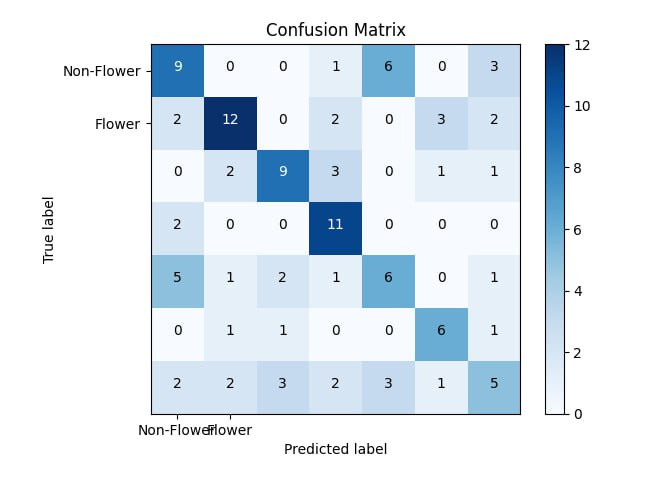 Confusion Matrix
Non-Flower 9 0 0 1 6 0 3
Flower 2 12 0 2 0 3 2
0 2 9 3 0 1 1
2 0 0 11 0 0 0
5 1 2 1 6 0 1
0 1 1 0 0 6 1
2 2 3 2 3 1 5
Non-Flower Flower
Predicted label
True label
12
10
8
6
4
2
0